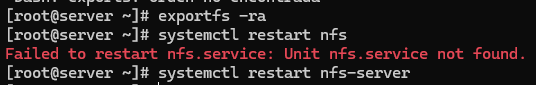 [root@server ~]# exportfs -ra
[root@server ~]# systemctl restart nfs
Failed to restart nfs.service: Unit nfs.service not found.
[root@server ~]# systemctl restart nfs-server